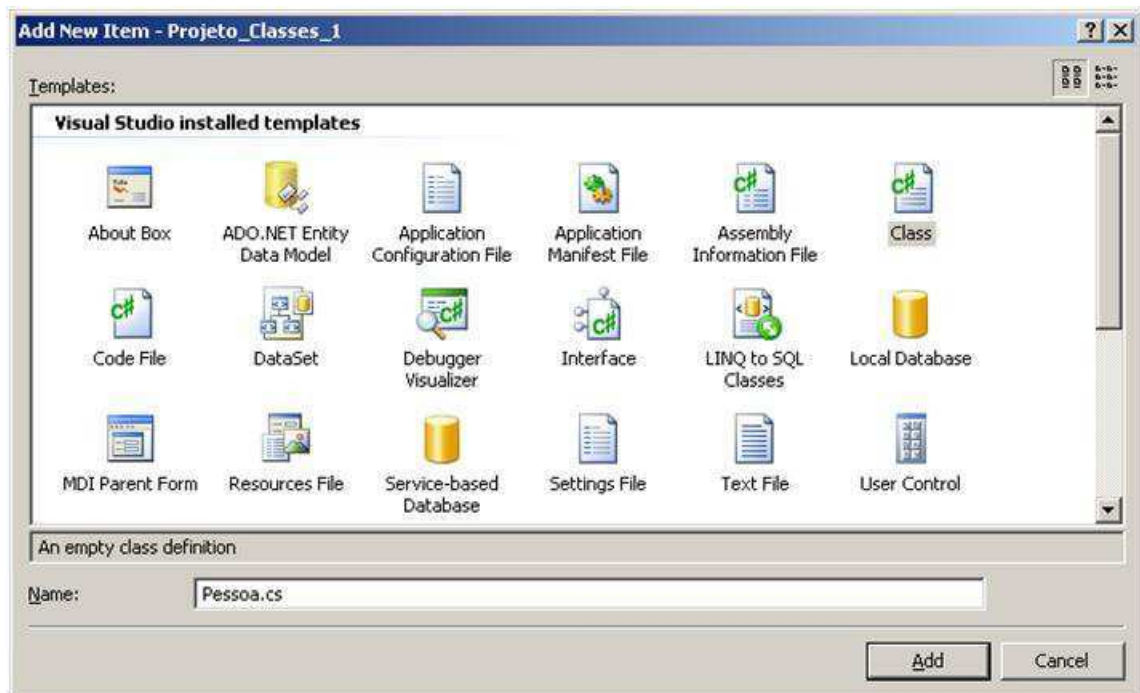 Add New Item - Projeto_Classes_1
Templates:
Visual Studio installed templates
About Box
ADO.NET Entity
Data Model
Application
Configuration File
Application
Manifest File
Assembly
Information File
Class
Code File
DataSet
Debugger
Visualizer
Interface
LINQ to SQL
Classes
Local Database
MDI Parent Form
Resources File
Service-based
Database
Settings File
Text File
User Control
An empty class definition
Name: Pessoa.cs
Add Cancel